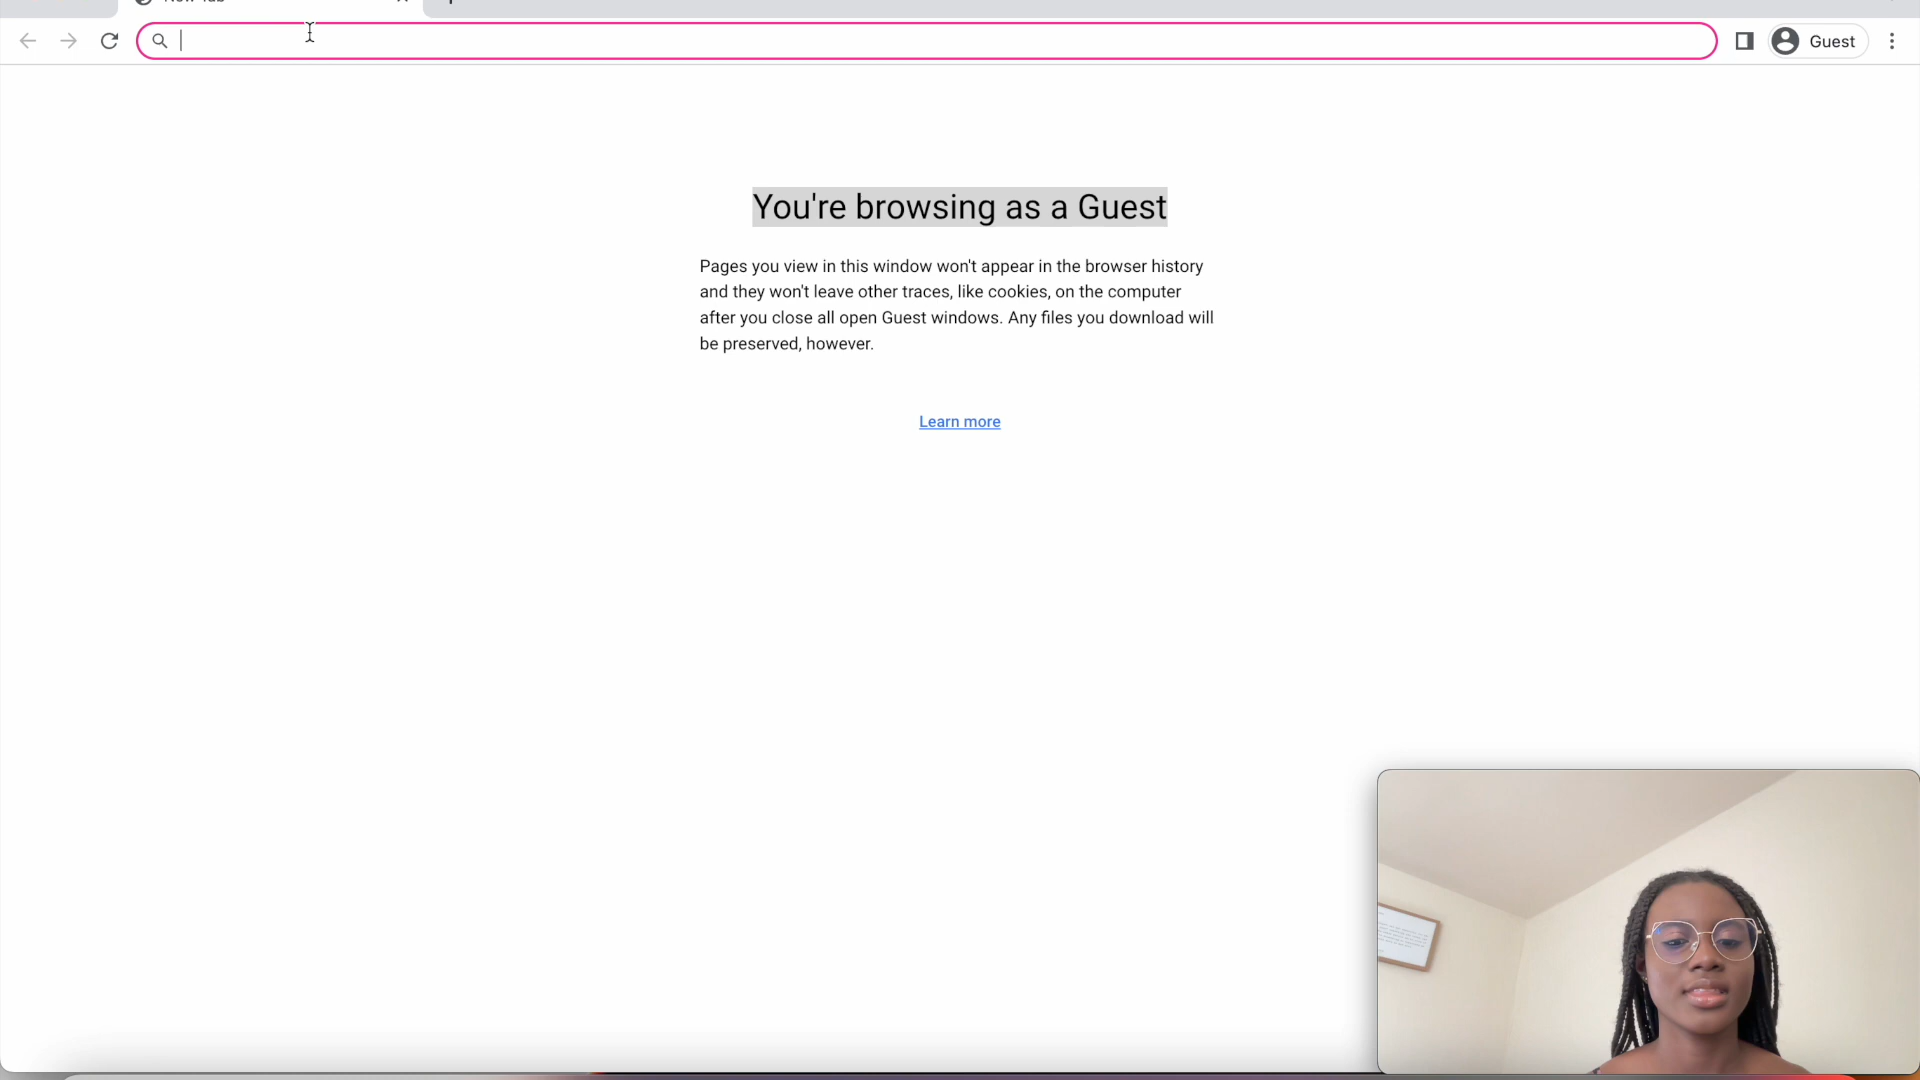 New Tab
Guest
You're browsing as a Guest
Pages you view in this window won't appear in the browser history
and they won't leave other traces, like cookies, on the computer
after you close all open Guest windows. Any files you download will
be preserved, however.
Learn more